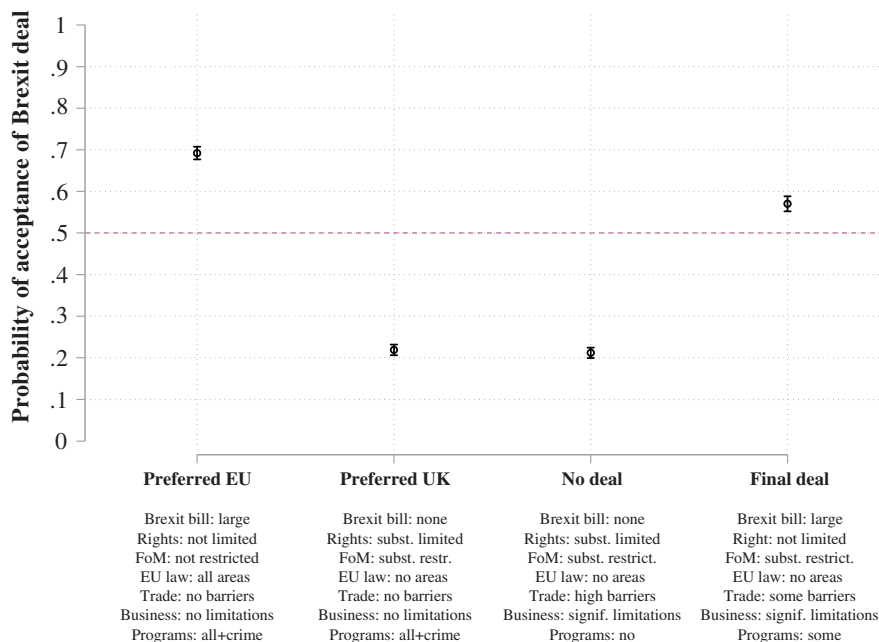 Probability of acceptance of Brexit deal
1
.9
.8
.7
.6
.5
.4
.3
.2
.1
0
Preferred EU
Brexit bill: large
Rights: not limited
FoM: not restricted
EU law: all areas
Trade: no barriers
Business: no limitations
Programs: all+crime
Preferred UK
Brexit bill: none
Rights: subst. limited
FoM: subst. restr.
EU law: no areas
Trade: no barriers
Business: no limitations
Programs: all+crime
No deal
Brexit bill: none
Rights: subst. limited
FoM: subst. restrict.
EU law: no areas
Trade: high barriers
Business: signif. limitations
Programs: no
Final deal
Brexit bill: large
Right: not limited
FoM: subst. restrict.
EU law: no areas
Trade: some barriers
Business: signif. limitations
Programs: some